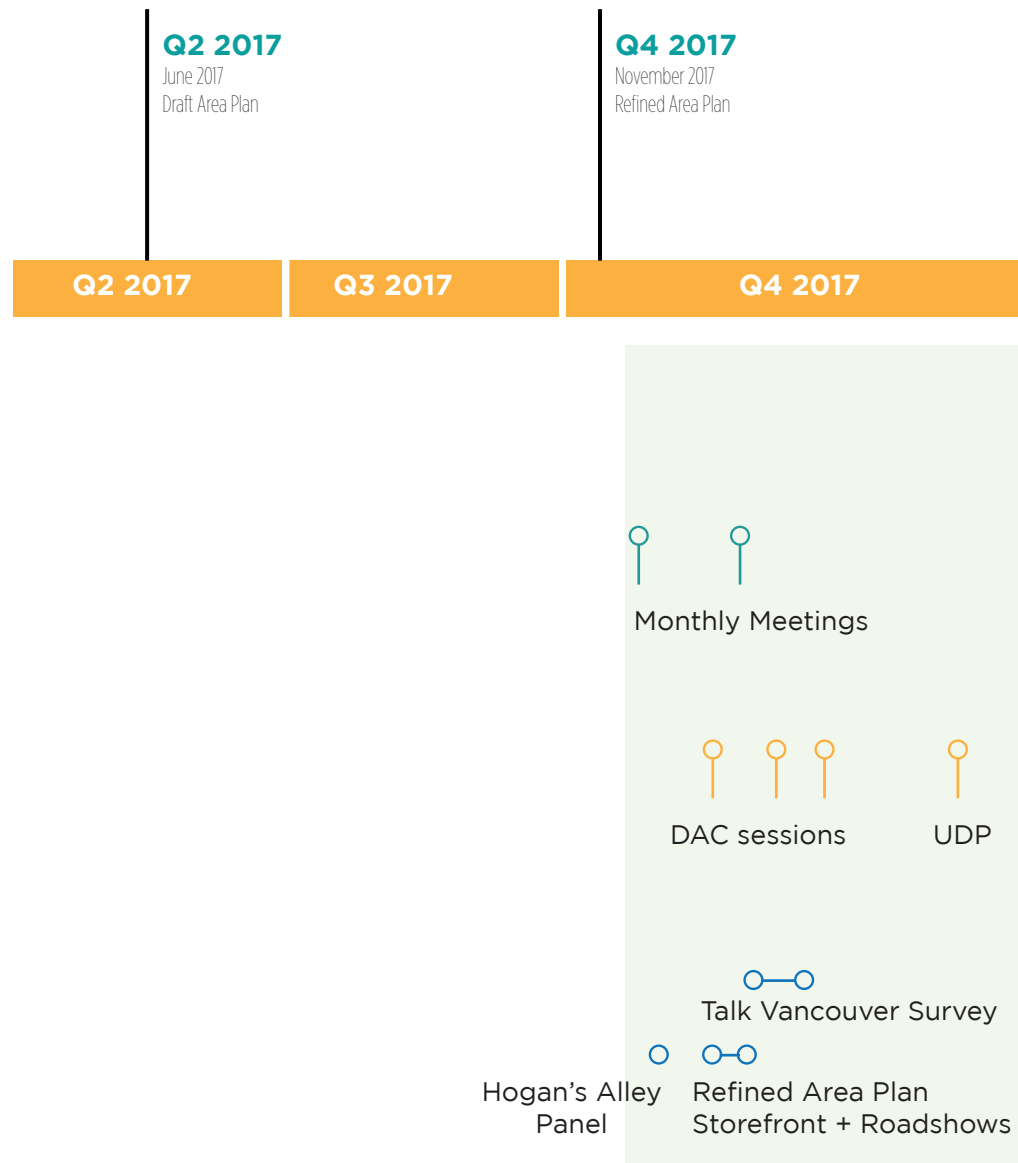 Q2 2017
June 2017
Draft Area Plan
Q4 2017
November 2017
Refined Area Plan
Q2 2017
Q3 2017
Q4 2017
Monthly Meetings
DAC sessions
UDP
Talk Vancouver Survey
Hogan's Alley
Panel
Refined Area Plan
Storefront + Roadshows